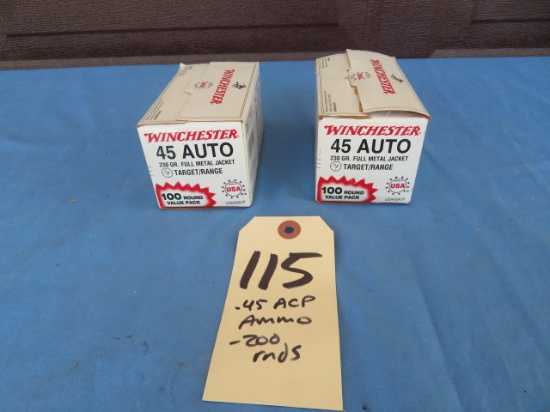 WINCHESTER
WINCHESTER
WINCHESTER
45 AUTO
230 GR. FULL METAL JACKET
TARGET/RANGE
100 ROUND
VALUE PACK
USA
WINCHESTER
45 AUTO
230 GR. FULL METAL JACKET
TARGET/RANGE
100 ROUND
VALUE PACK
USA
115
.45 ACP
Ammo
-200
rnds